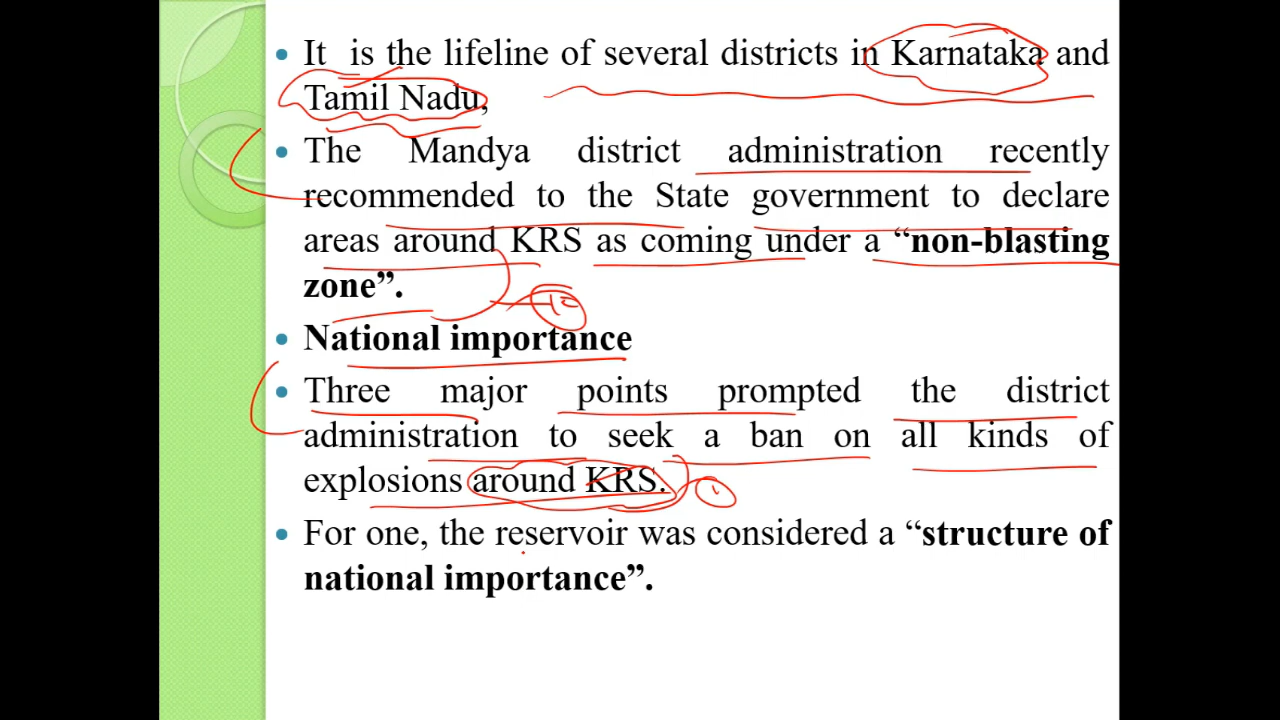 It is the lifeline of several districts in Karnataka and
Tamil Nadu,
The Mandya district administration recently
recommended to the State government to declare
areas around KRS as coming under a “non-blasting
zone”.
National importance
Three major points prompted the district
administration to seek a ban on all kinds of
explosions around KRS.
For one, the reservoir was considered a “structure of
national importance”.